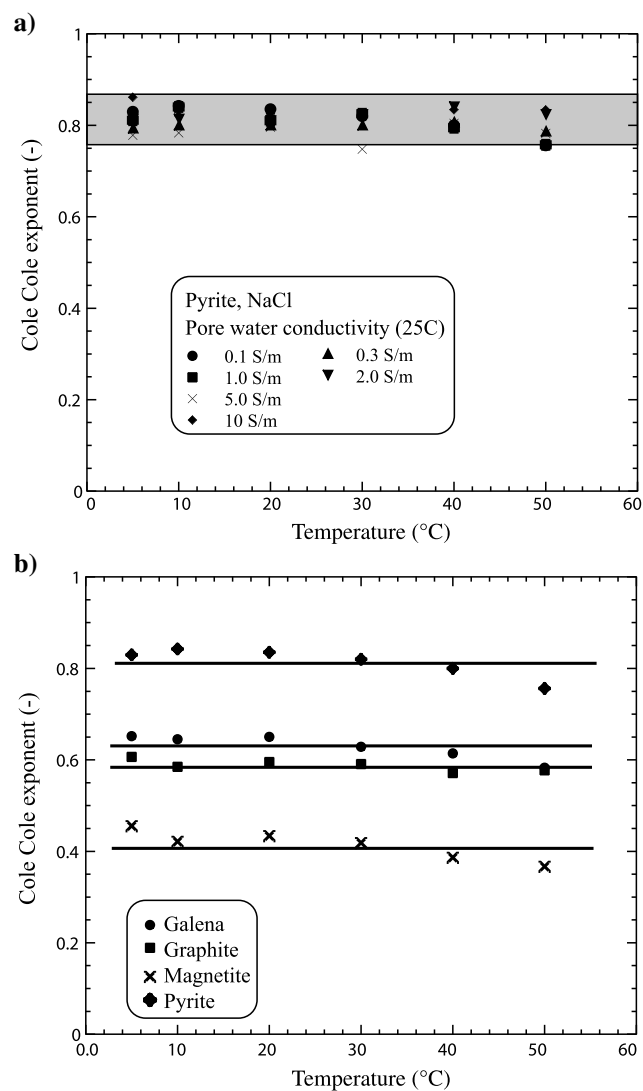 a)
1
0.8
0.6
0.4
0.2
0
Cole Cole exponent (-)
Pyrite, NaCl
Pore water conductivity (25C)
0.1 S/m
0.3 S/m
1.0 S/m
2.0 S/m
5.0 S/m
10 S/m
0 10 20 30 40 50 60
Temperature (°C)
b)
1
0.8
0.6
0.4
0.2
0
Cole Cole exponent (-)
Galena
Graphite
Magnetite
Pyrite
0.0 10 20 30 40 50 60
Temperature (°C)